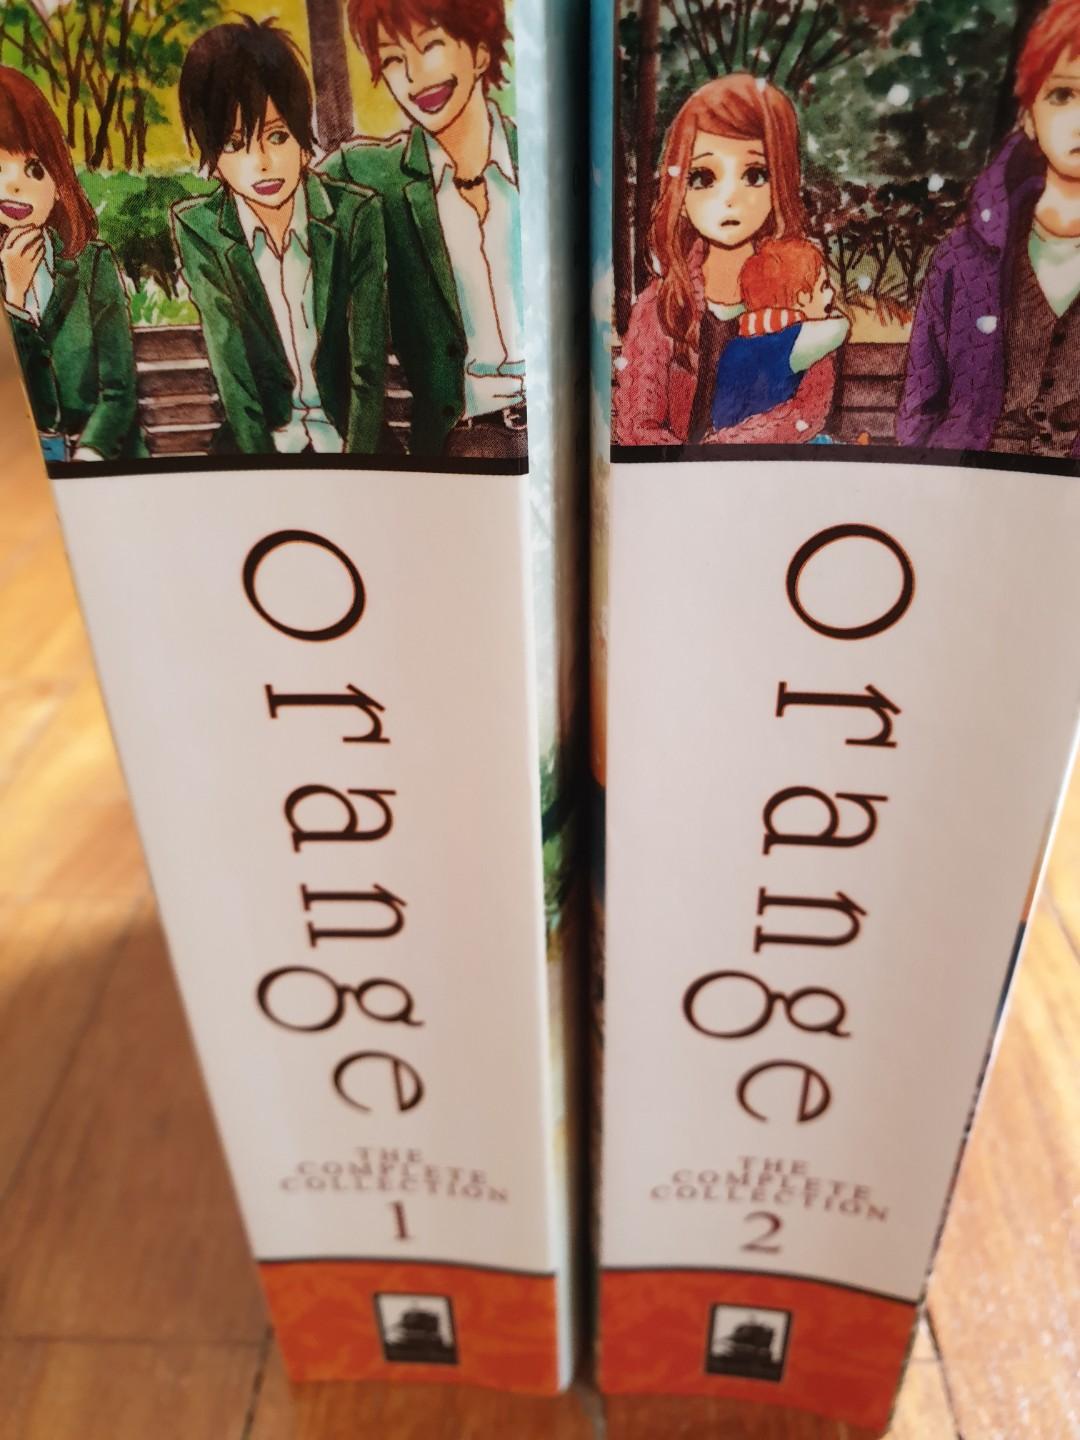 orange
THE
COMPLETE
COLLECTION
1
orange
THE
COMPLETE
COLLECTION
2